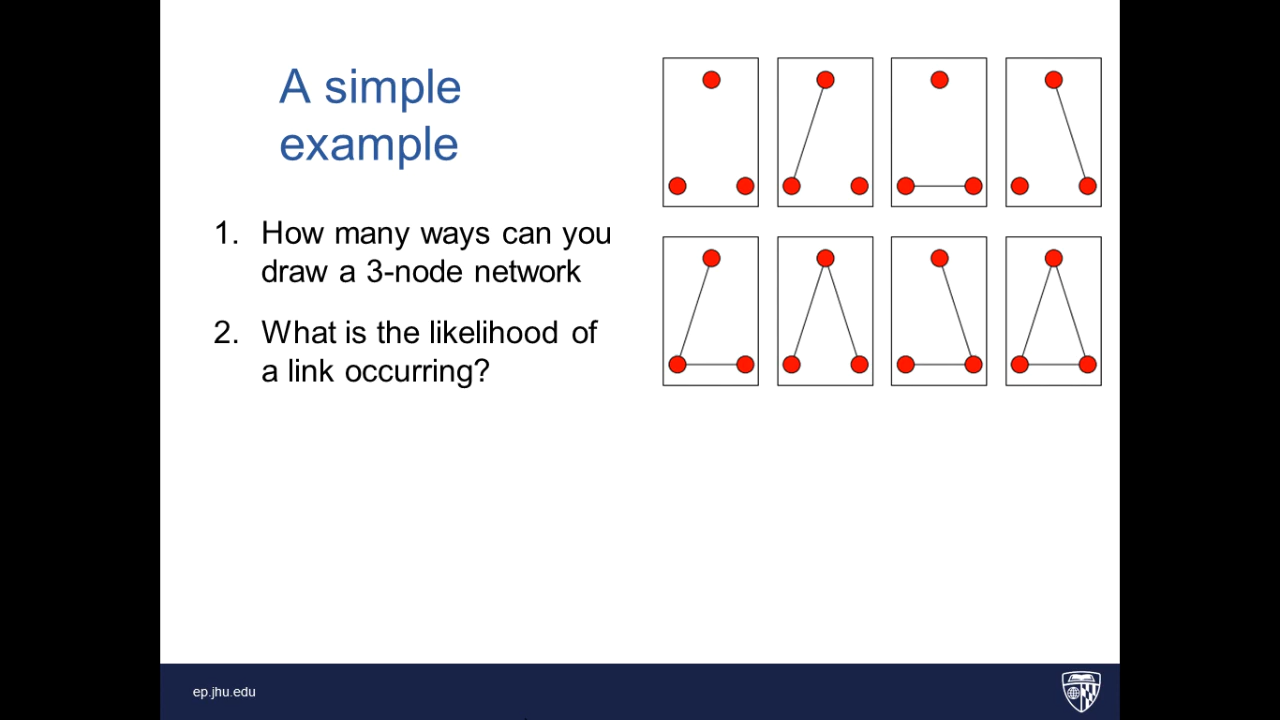 A simple
example
1. How many ways can you
draw a 3-node network
2. What is the likelihood of
a link occurring?
ep.jhu.edu